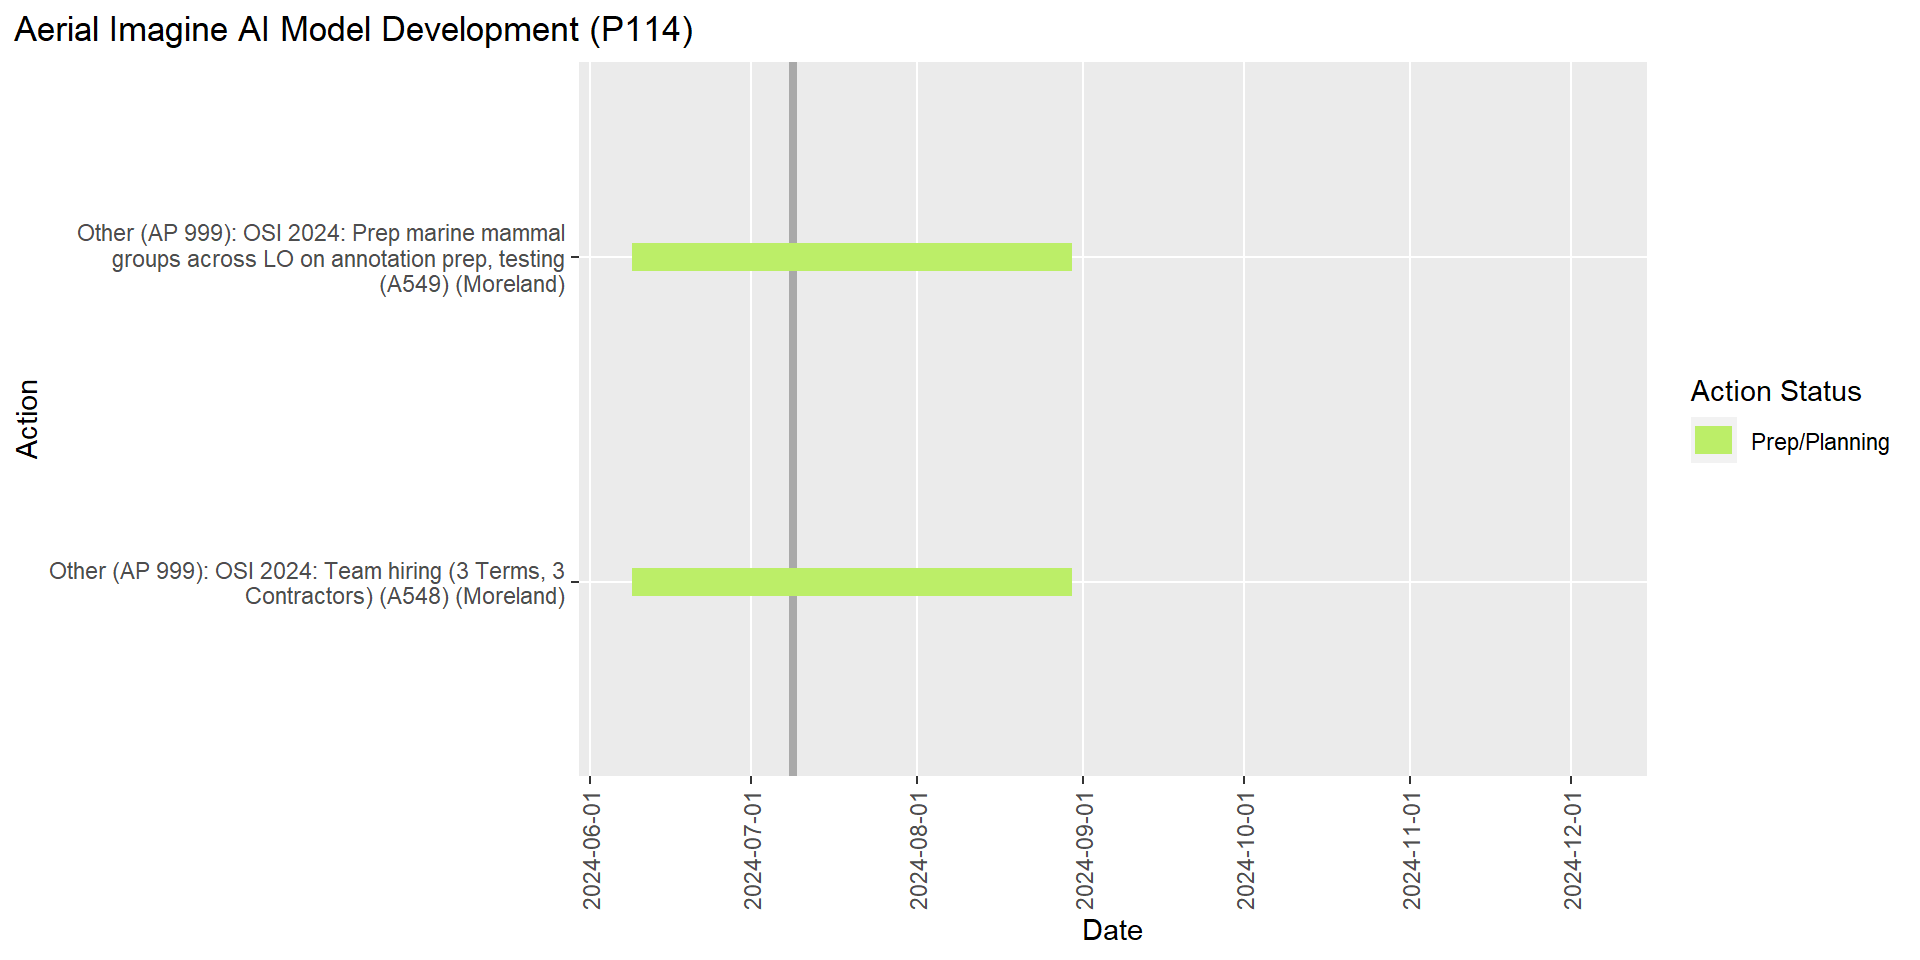 Aerial Imagine AI Model Development (P114)
Other (AP 999): OSI 2024: Prep marine mammal
groups across LO on annotation prep, testing
(A549) (Moreland)
Action
Other (AP 999): OSI 2024: Team hiring (3 Terms, 3
Contractors) (A548) (Moreland)
Action Status
Prep/Planning
2024-06-01
2024-07-01
2024-08-01
2024-09-01
2024-10-01
2024-11-01
2024-12-01
Date